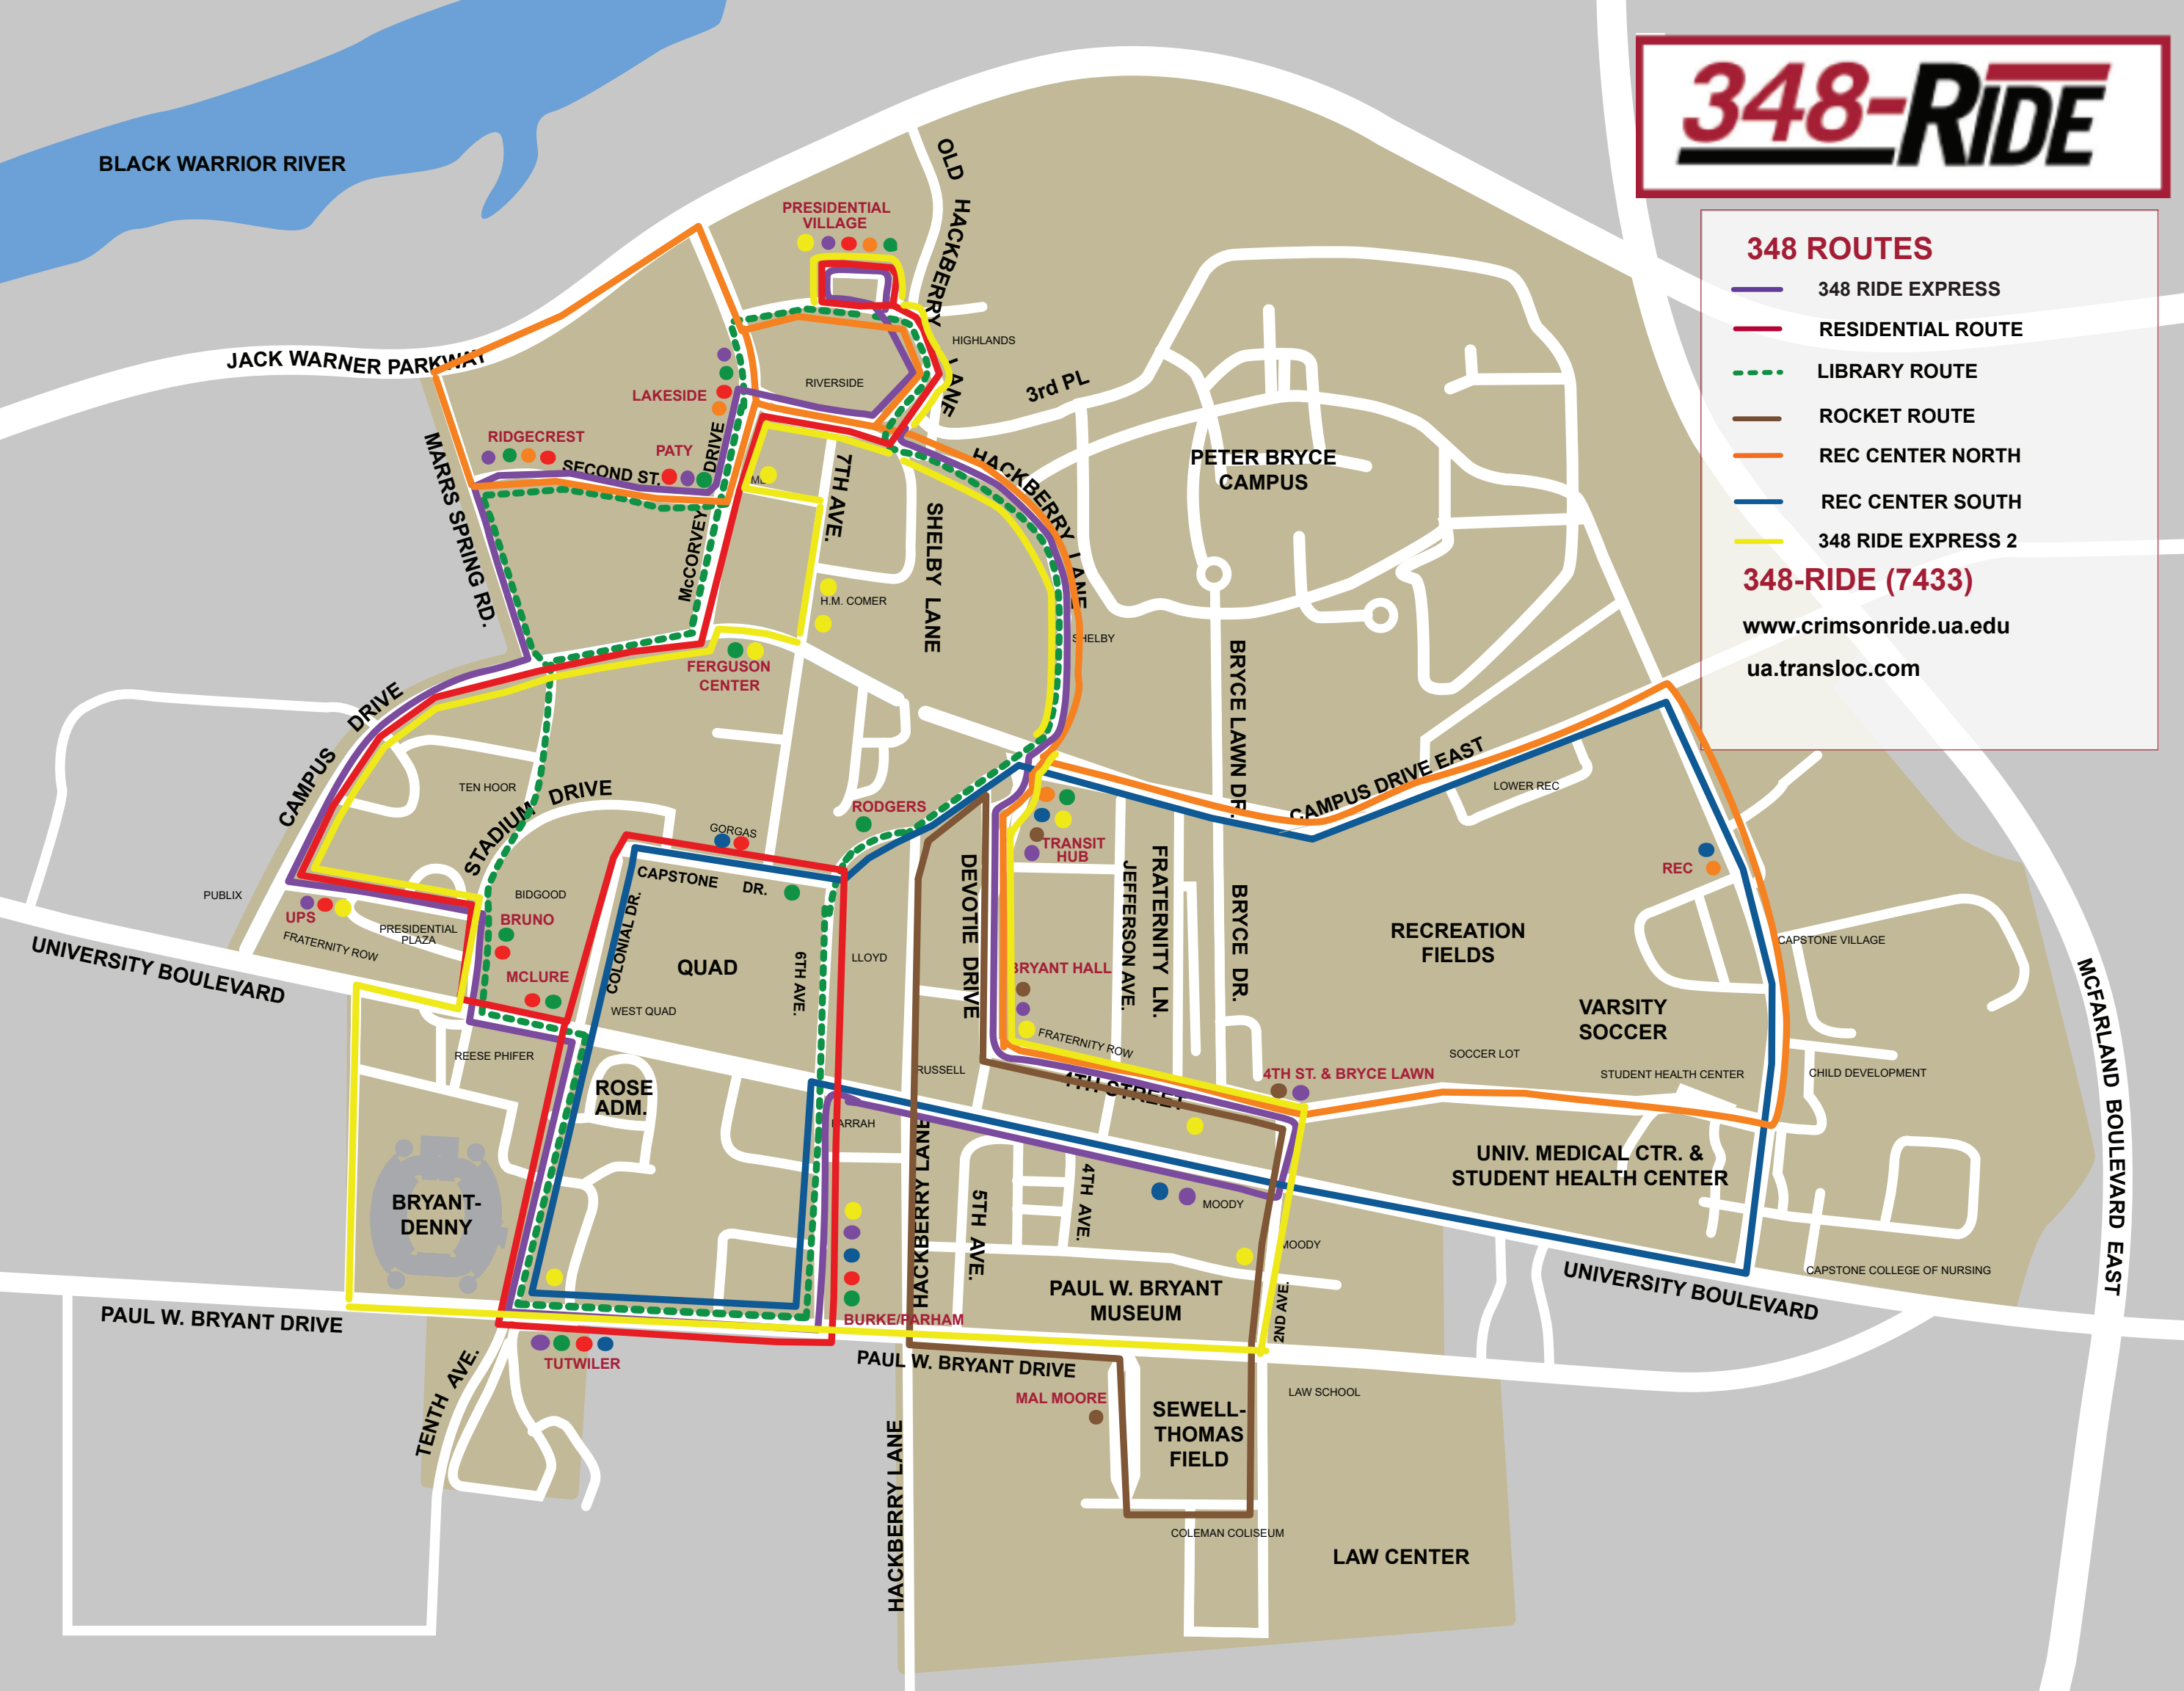 348-RIDE
348 ROUTES
348 RIDE EXPRESS
RESIDENTIAL ROUTE
LIBRARY ROUTE
ROCKET ROUTE
REC CENTER NORTH
REC CENTER SOUTH
348 RIDE EXPRESS 2
348-RIDE (7433)
www.crimsonride.ua.edu
ua.transloc.com
BLACK WARRIOR RIVER
OLD HACKBERRY LANE
PRESIDENTIAL
VILLAGE
HIGHLANDS
JACK WARNER PARKWAY
RIVERSIDE
LAKESIDE
3rd PL
RIDGECREST
PATY
SECOND ST.
McCORVEY DRIVE
MARRS SPRING RD.
7TH AVE.
SHELBY LANE
HACKBERRY LANE
PETER BRYCE
CAMPUS
H.M. COMER
SHELBY
FERGUSON
CENTER
BRYCE LAWN DR.
CAMPUS DRIVE
TEN HOOR
STADIUM DRIVE
RODGERS
GORGAS
CAMPUS DRIVE EAST
LOWER REC
TRANSIT
HUB
REC
CAPSTONE DR.
COLONIAL DR.
DEVOTIE DRIVE
JEFFERSON AVE.
FRATERNITY LN.
BRYCE DR.
PUBLIX
UPS
BIDGOOD
BRUNO
PRESIDENTIAL
PLAZA
FRATERNITY ROW
UNIVERSITY BOULEVARD
MCLURE
QUAD
6TH AVE.
LLOYD
BRYANT HALL
RECREATION
FIELDS
CAPSTONE VILLAGE
WEST QUAD
VARSITY
SOCCER
MCFARLAND BOULEVARD EAST
FRATERNITY ROW
REESE PHIFER
ROSE
ADM.
RUSSELL
4TH STREET
4TH ST. & BRYCE LAWN
SOCCER LOT
STUDENT HEALTH CENTER
CHILD DEVELOPMENT
FARRAH
HACKBERRY LANE
5TH AVE.
4TH AVE.
UNIV. MEDICAL CTR. &
STUDENT HEALTH CENTER
BRYANT-
DENNY
MOODY
MOODY
PAUL W. BRYANT
MUSEUM
2ND AVE.
UNIVERSITY BOULEVARD
CAPSTONE COLLEGE OF NURSING
PAUL W. BRYANT DRIVE
BURKE/PARHAM
TUTWILER
PAUL W. BRYANT DRIVE
TENTH AVE.
MAL MOORE
LAW SCHOOL
SEWELL-
THOMAS
FIELD
HACKBERRY LANE
COLEMAN COLISEUM
LAW CENTER